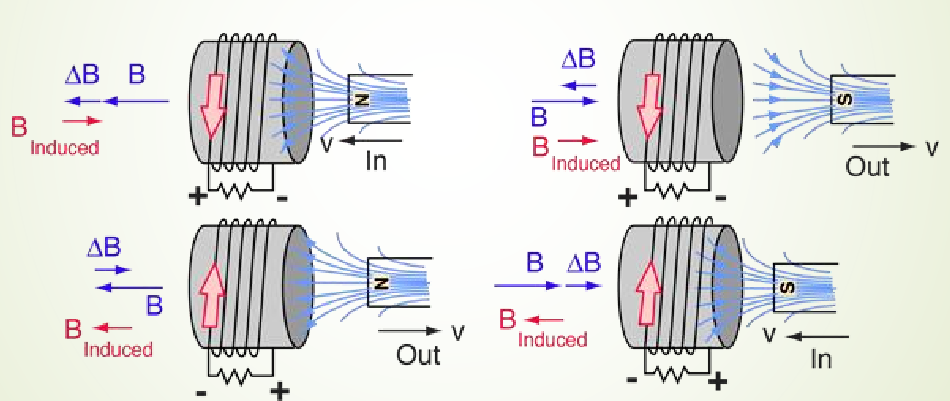 ΔB B
B Induced
N
v
In
+ -
ΔB
B
B Induced
S
Out v
+ -
ΔB
B
B Induced
N
v
Out
- +
B ΔB
B Induced
S
v
In
- +